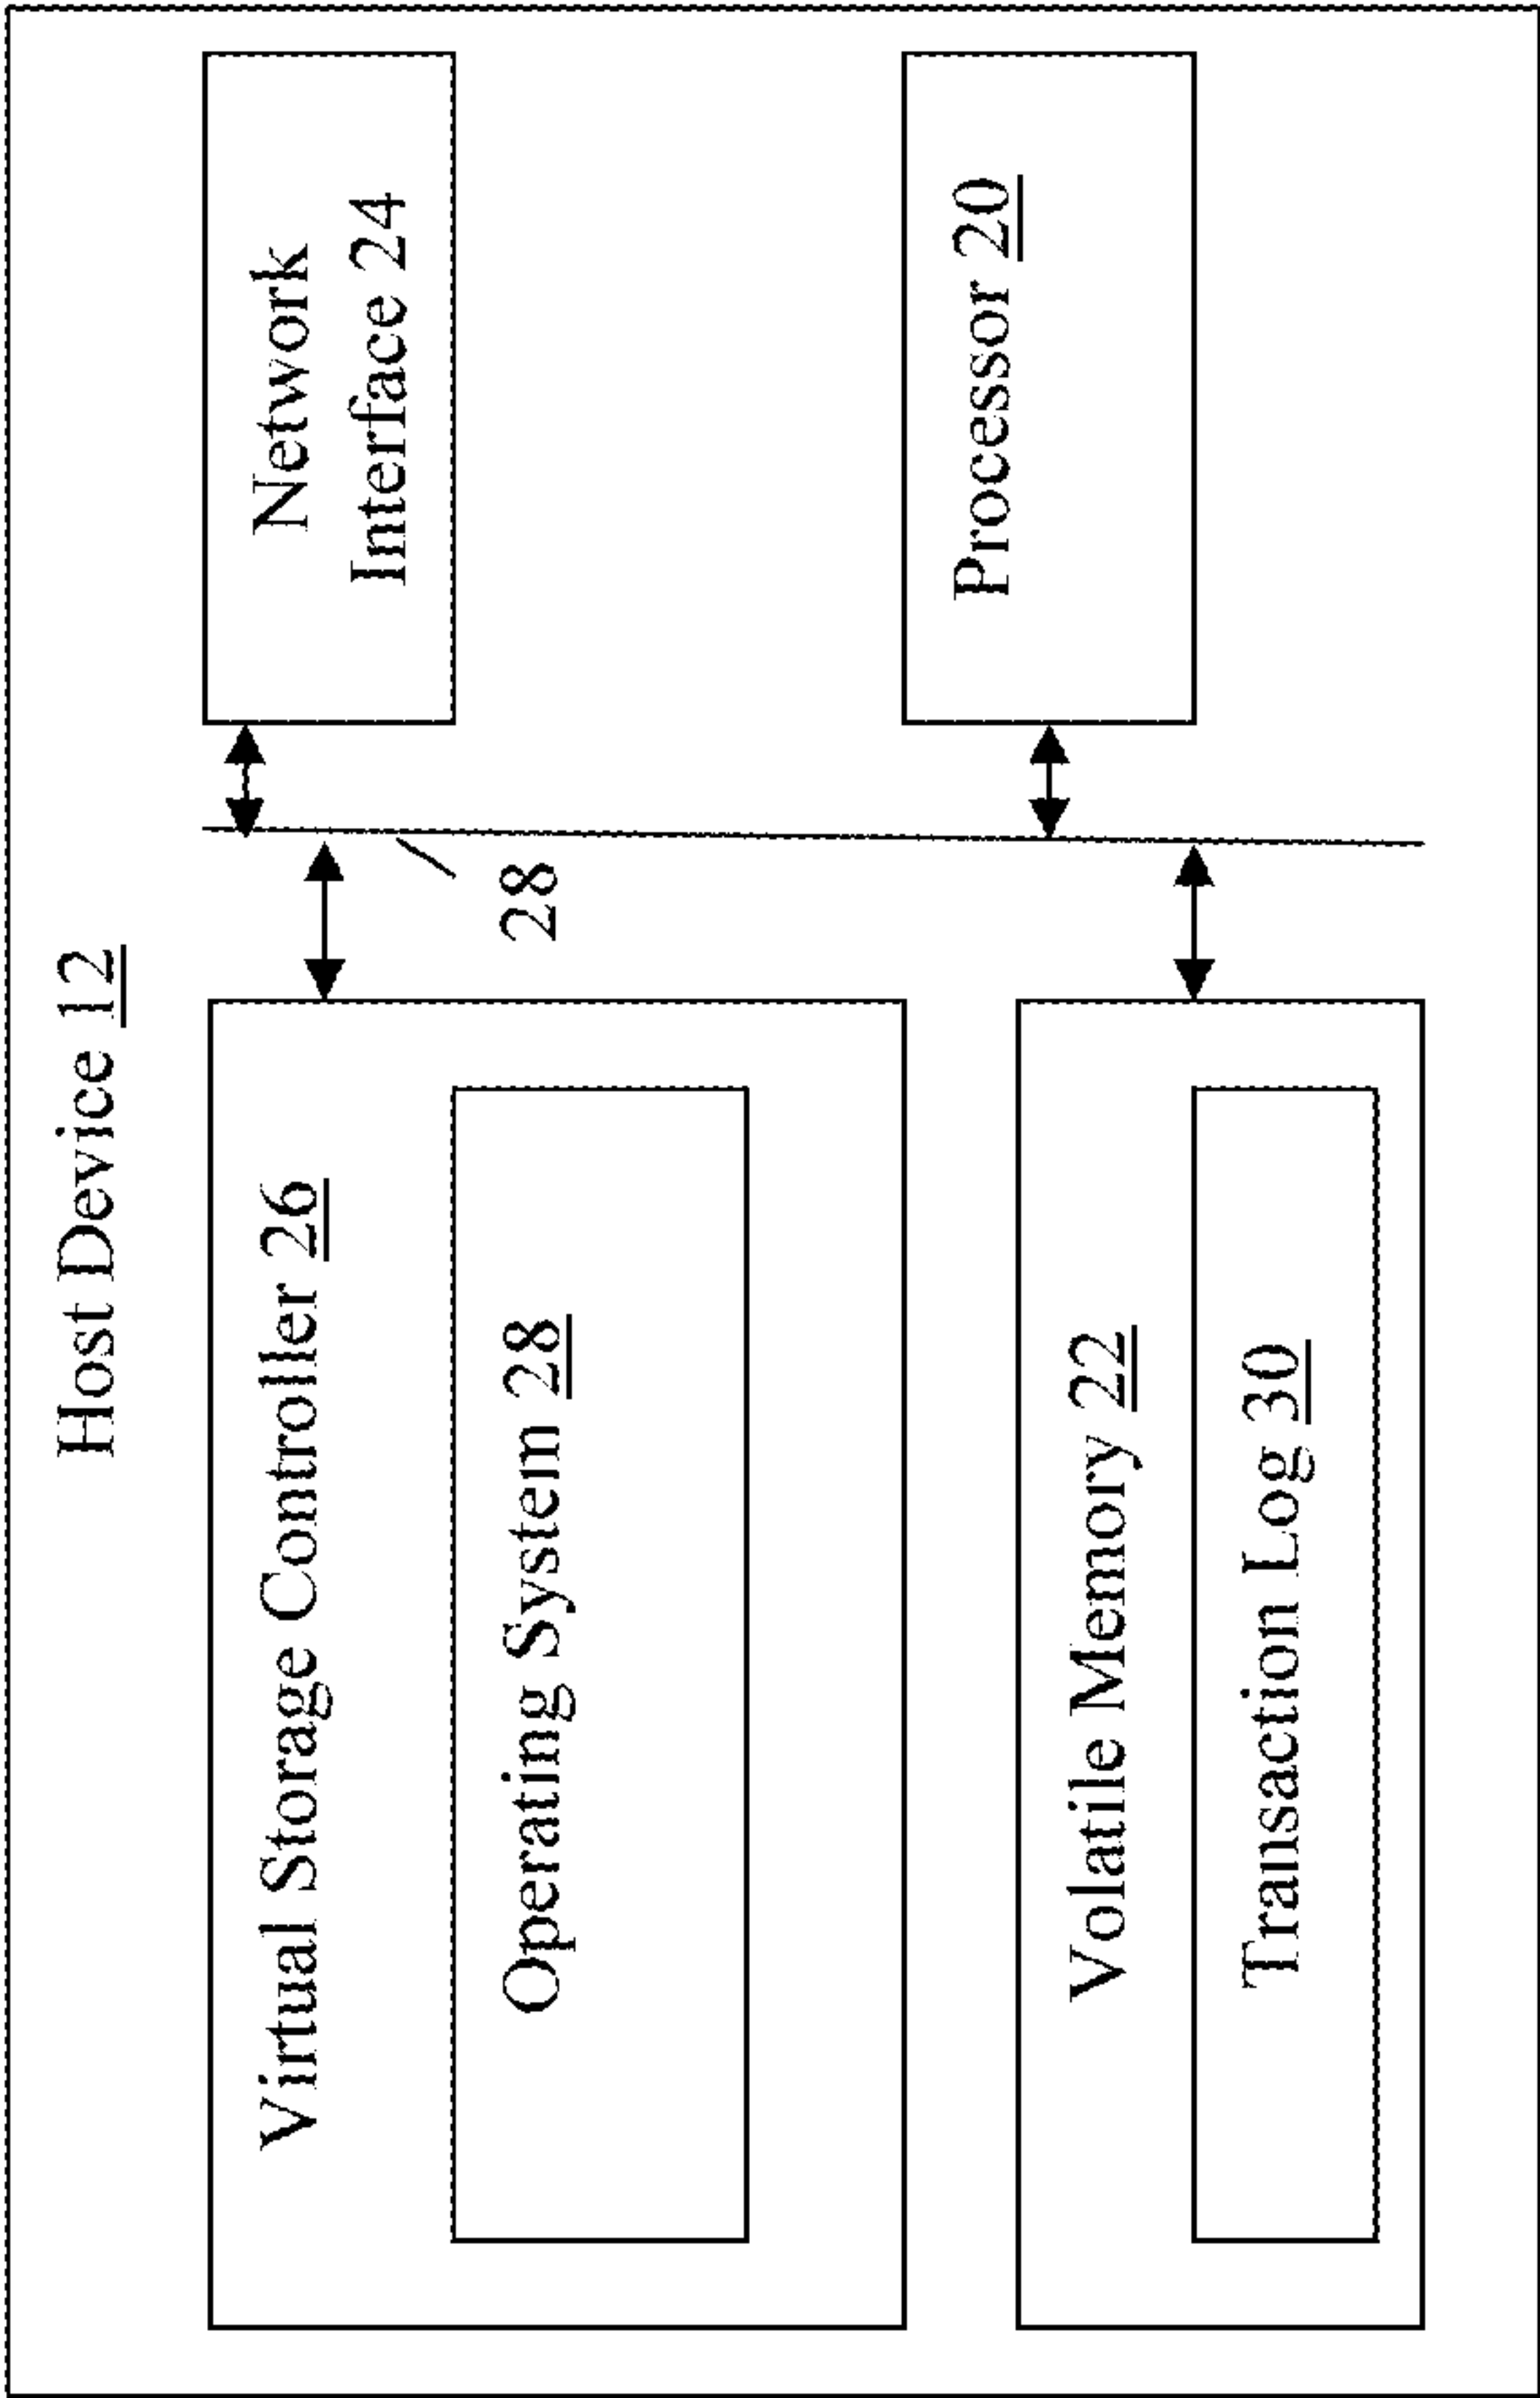 Host Device 12
Virtual Storage Controller 26
Operating System 28
28
Network
Interface 24
Volatile Memory 22
Transaction Log 30
Processor 20